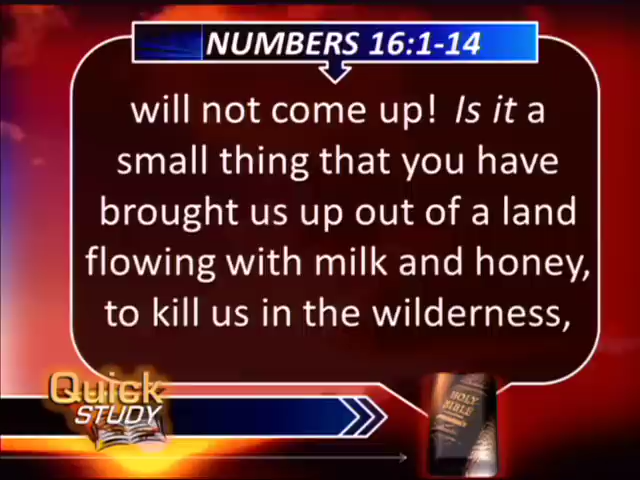 NUMBERS 16:1-14
will not come up! Is it a
small thing that you have
brought us up out of a land
flowing with milk and honey,
to kill us in the wilderness,
Quick
STUDY
HOLY
BIBLE